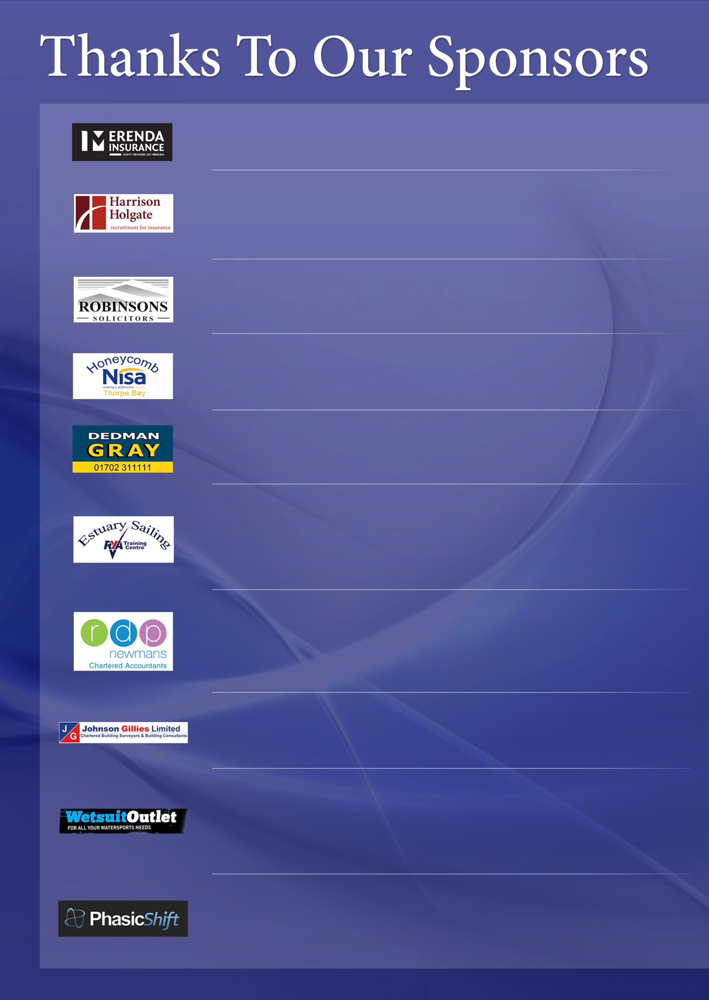 Thanks To Our Sponsors
MERENDA
INSURANCE
DON'T MEANDER, GO MERENDA
Harrison
Holgate
recruitment for insurance
ROBINSONS
SOLICITORS
Honeycomb
Nisa
making a difference locally
Thorpe Bay
DEDMAN
GRAY
01702 311111
Estuary Sailing
RYA Training
Centre
rdp
newmans
Chartered Accountants
JG Johnson Gillies Limited
Chartered Building Surveyors & Building Consultants
WetsuitOutlet
FOR ALL YOUR WATERSPORTS NEEDS
PhasicShift